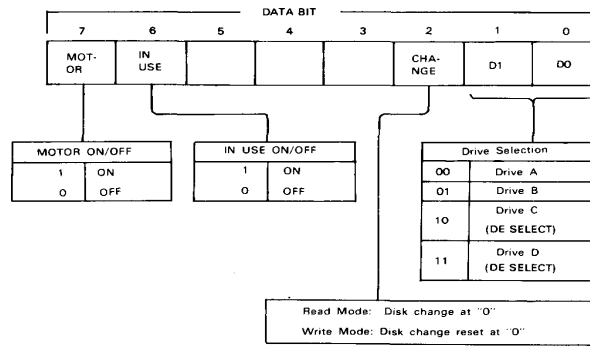 DATA BIT
7 6 5 4 3 2 1 0
MOT-
OR
IN
USE
CHA-
NGE
D1
D0
MOTOR ON/OFF
1 ON
0 OFF
IN USE ON/OFF
1 ON
0 OFF
Drive Selection
00 Drive A
01 Drive B
10 Drive C
(DE SELECT)
11 Drive D
(DE SELECT)
Read Mode: Disk change at "0"
Write Mode: Disk change reset at "0"